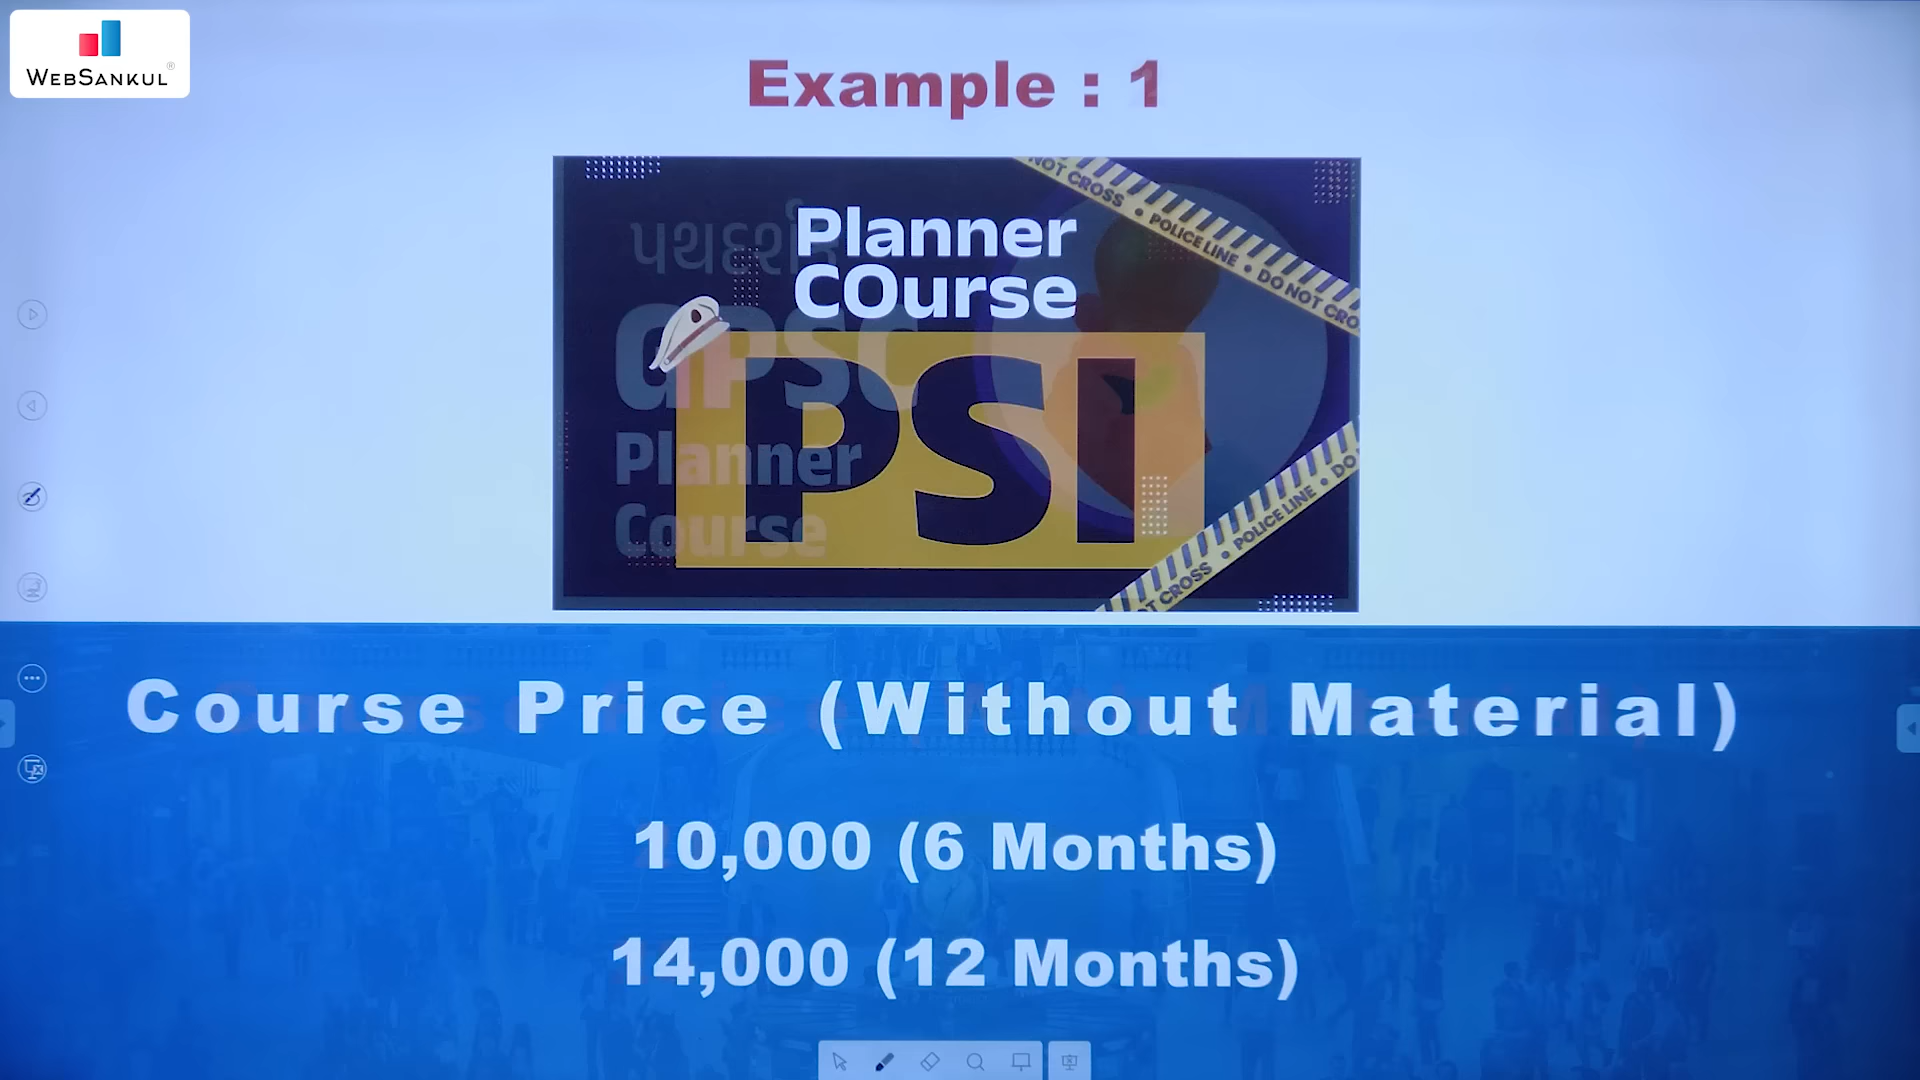 WEBSANKUL®
Example : 1
પથદર્શક
Planner
COurse
GPSC
PSI
Planner
Course
NOT CROSS • POLICE LINE • DO NOT CRO
DO
POLICE LINE •
T CROSS •
Course Price (Without Material)
10,000 (6 Months)
14,000 (12 Months)